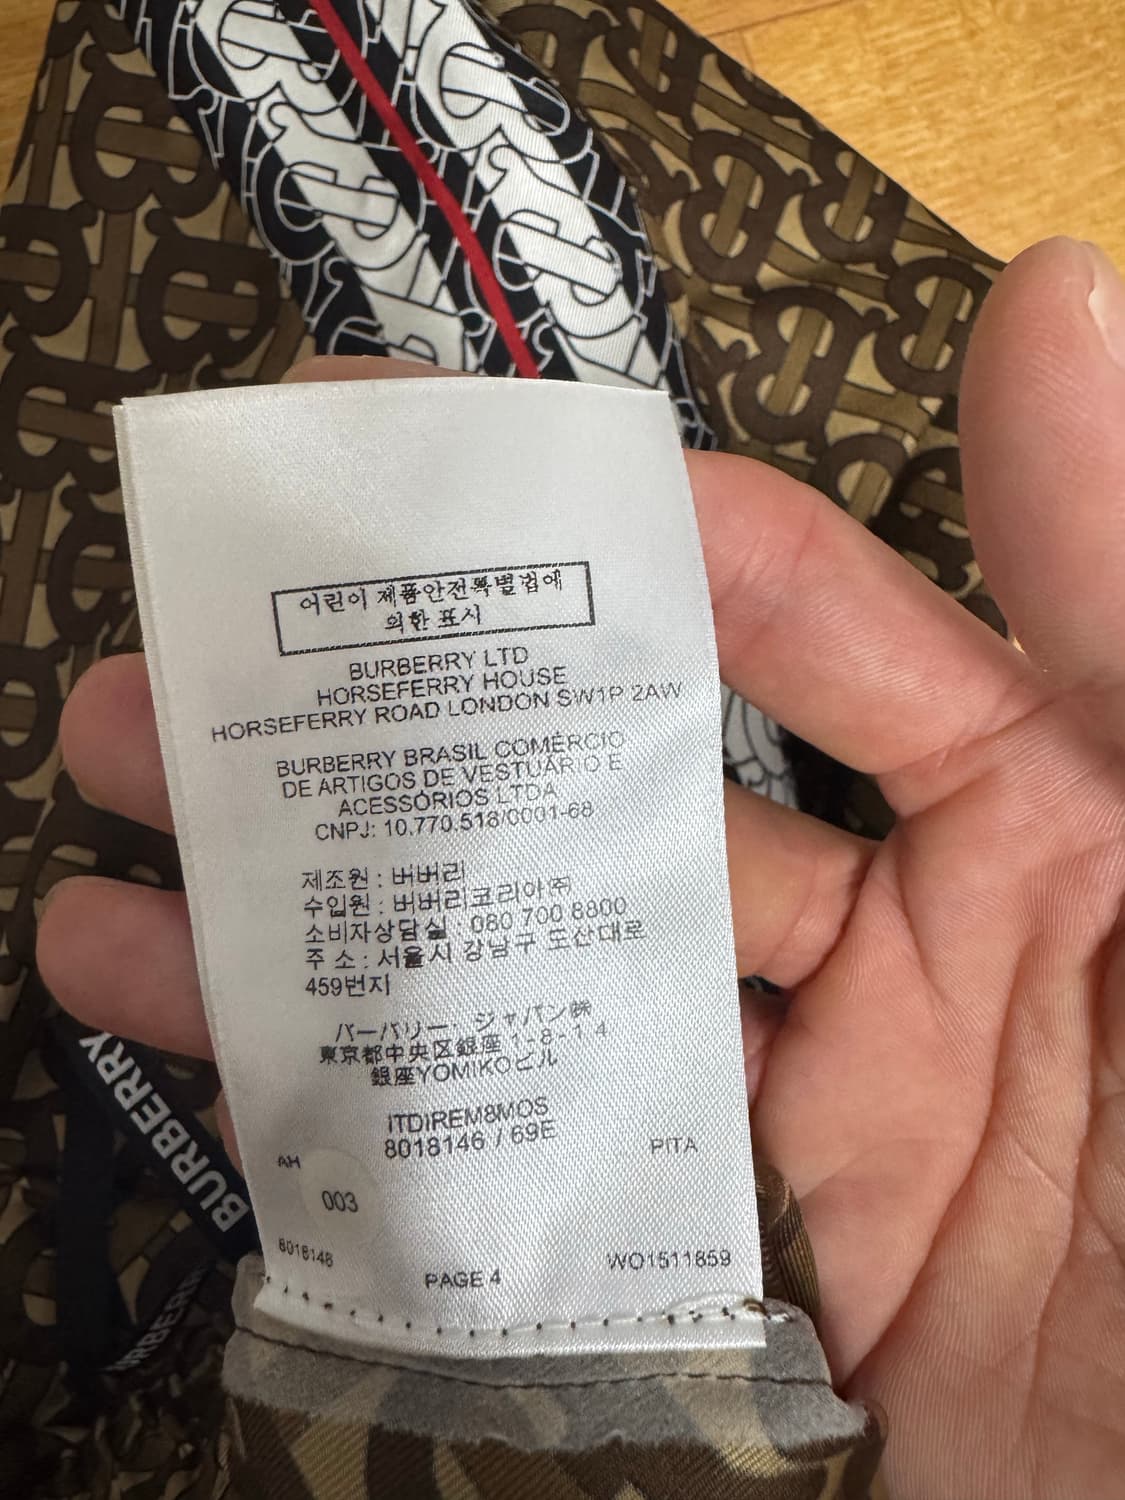 어린이 제품안전특별법에
의한 표시
BURBERRY LTD
HORSEFERRY HOUSE
HORSEFERRY ROAD LONDON SW1P 2AW
BURBERRY BRASIL COMÉRCIO
DE ARTIGOS DE VESTUÁRIO E
ACESSÓRIOS LTDA
CNPJ: 10.770.518/0001-68
제조원 : 버버리
수입원 : 버버리코리아㈜
소비자상담실 080 700 8800
주 소 : 서울시 강남구 도산대로
459번지
バーバリー・ジャパン㈱
東京都中央区銀座 1-8-14
銀座YOMIKOビル
ITDIREM8MOS
8018146 / 69E
PITA
AH
003
8018146
PAGE 4
WO1511859
BURBERRY
BURBERRY